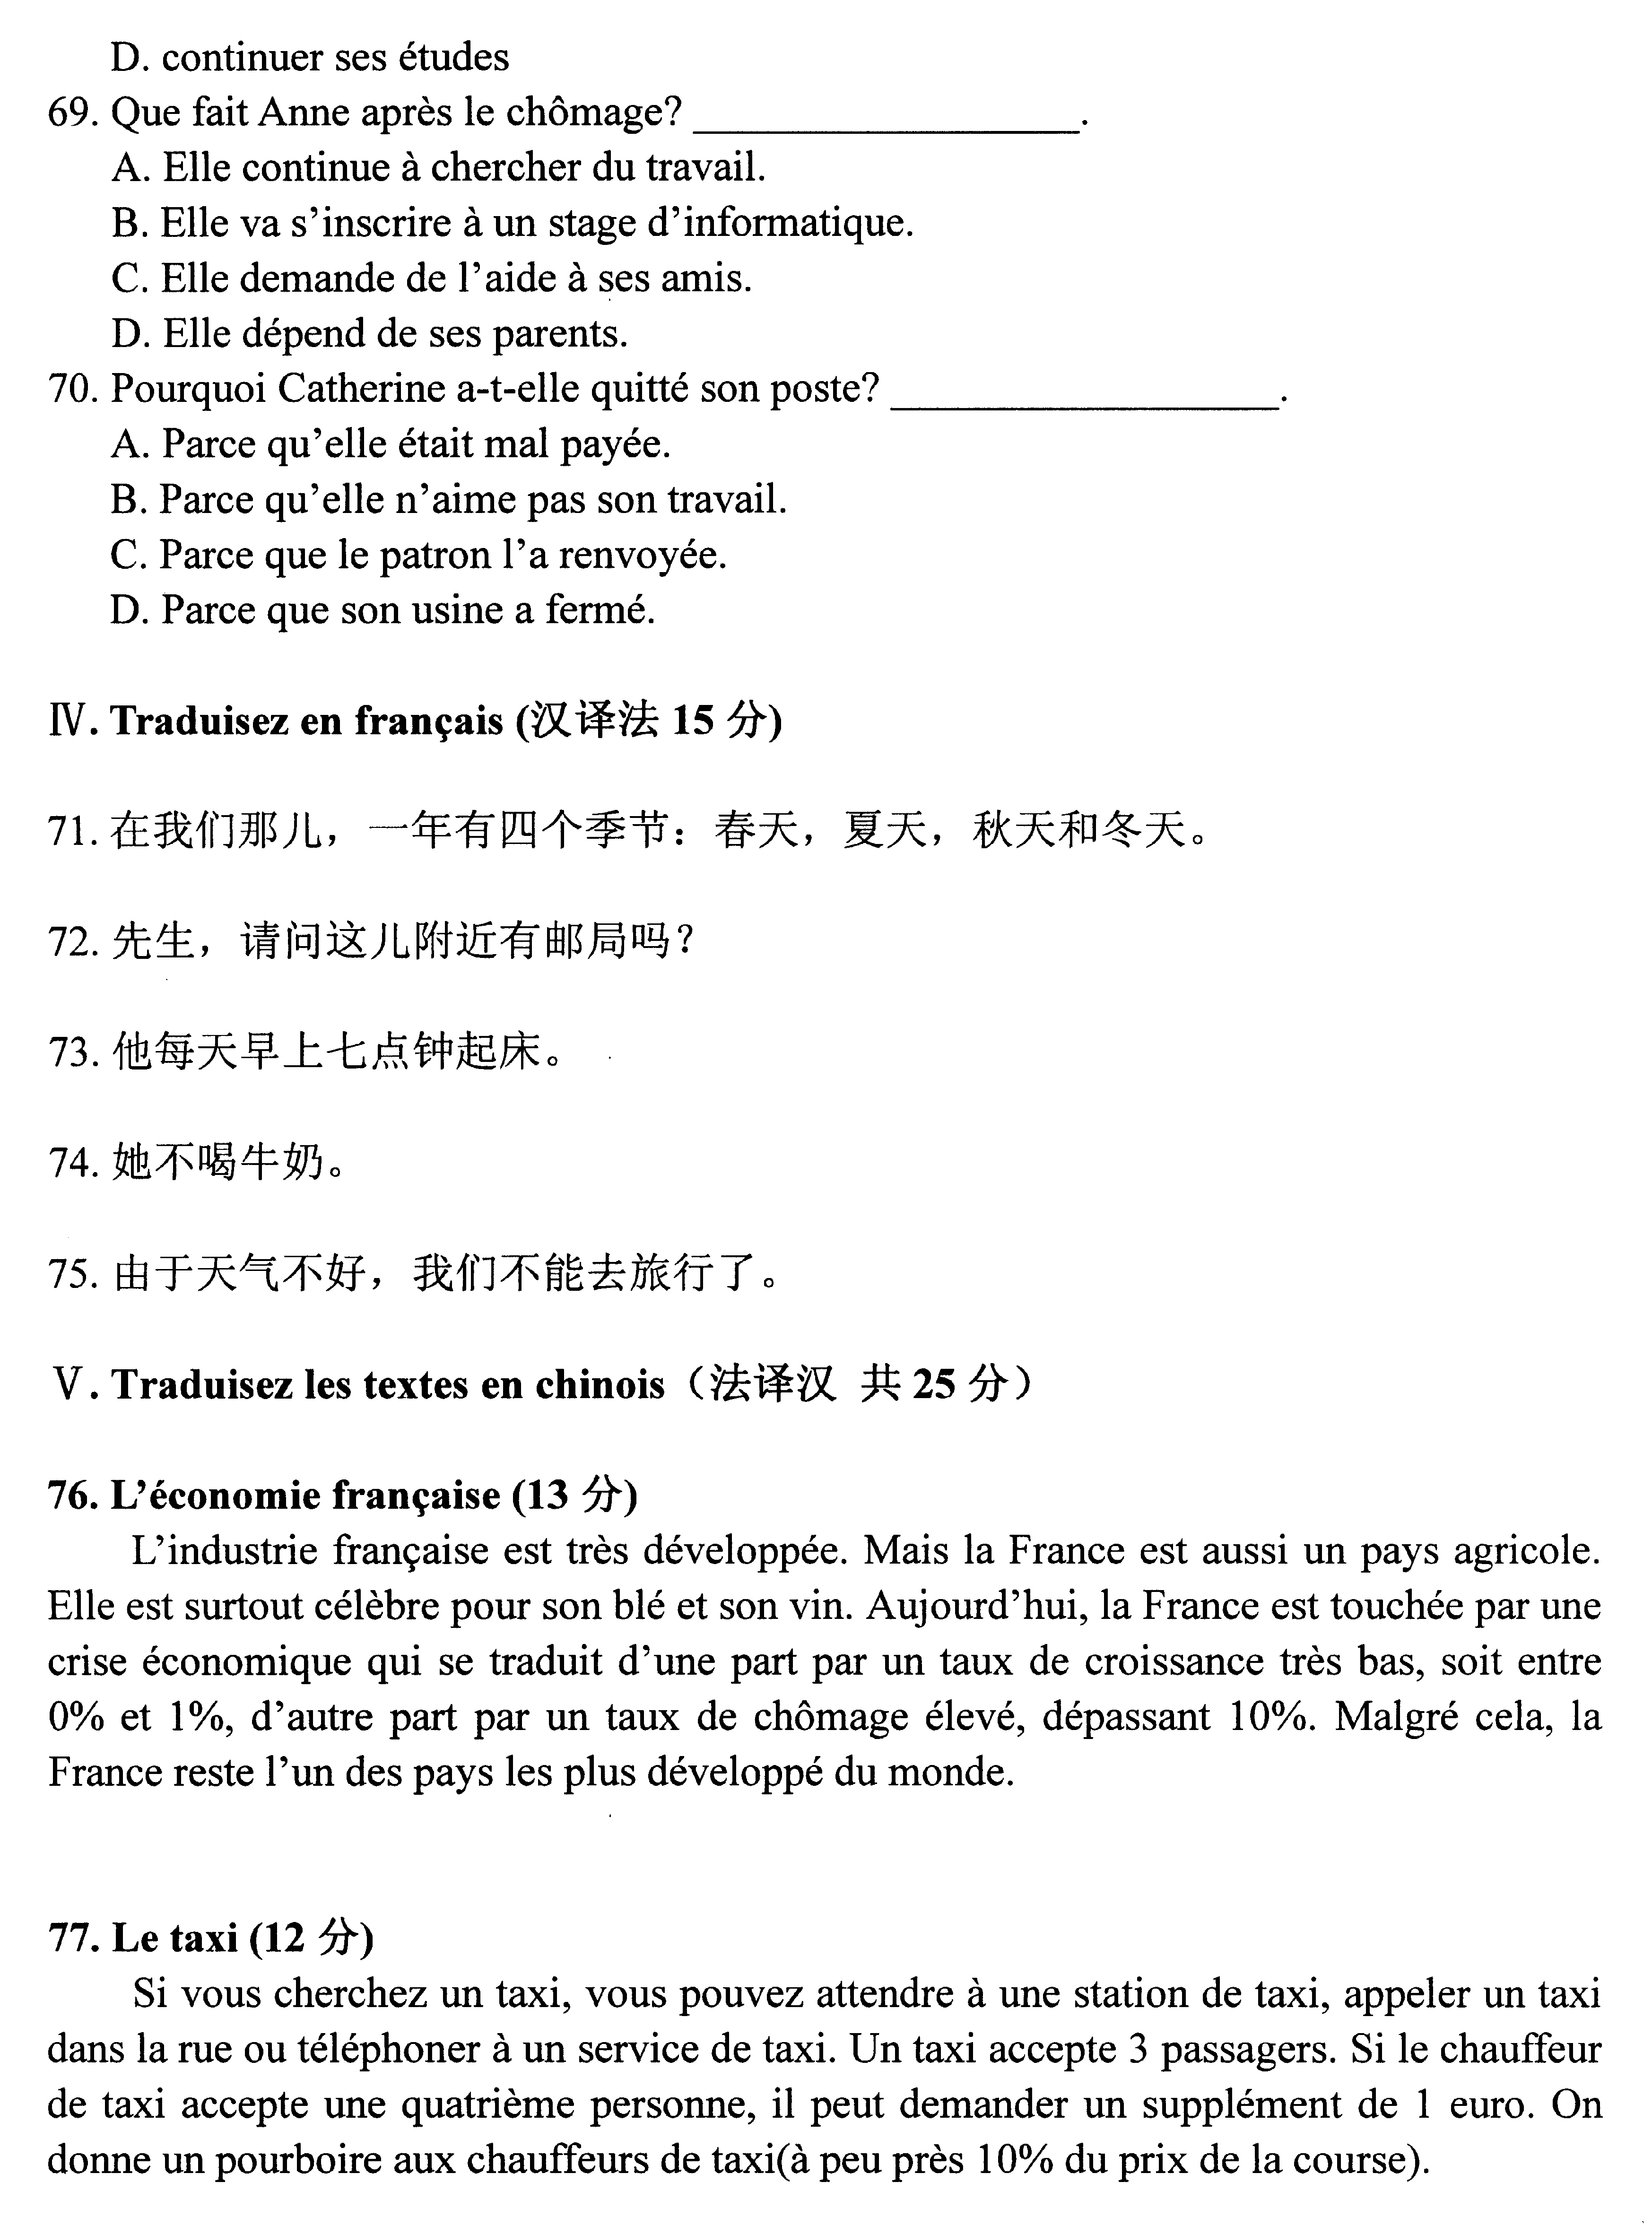 D. continuer ses études
69. Que fait Anne après le chômage? ____________________.
A. Elle continue à chercher du travail.
B. Elle va s’inscrire à un stage d’informatique.
C. Elle demande de l’aide à ses amis.
D. Elle dépend de ses parents.
70. Pourquoi Catherine a-t-elle quitté son poste? ____________________.
A. Parce qu’elle était mal payée.
B. Parce qu’elle n’aime pas son travail.
C. Parce que le patron l’a renvoyée.
D. Parce que son usine a fermé.
Ⅳ. Traduisez en français (汉译法 15 分)
71. 在我们那儿，一年有四个季节：春天，夏天，秋天和冬天。
72. 先生，请问这儿附近有邮局吗？
73. 他每天早上七点钟起床。
74. 她不喝牛奶。
75. 由于天气不好，我们不能去旅行了。
Ⅴ. Traduisez les textes en chinois（法译汉 共 25 分）
76. L’économie française (13 分)
L’industrie française est très développée. Mais la France est aussi un pays agricole.
Elle est surtout célèbre pour son blé et son vin. Aujourd’hui, la France est touchée par une
crise économique qui se traduit d’une part par un taux de croissance très bas, soit entre
0% et 1%, d’autre part par un taux de chômage élevé, dépassant 10%. Malgré cela, la
France reste l’un des pays les plus développé du monde.
77. Le taxi (12 分)
Si vous cherchez un taxi, vous pouvez attendre à une station de taxi, appeler un taxi
dans la rue ou téléphoner à un service de taxi. Un taxi accepte 3 passagers. Si le chauffeur
de taxi accepte une quatrième personne, il peut demander un supplément de 1 euro. On
donne un pourboire aux chauffeurs de taxi(à peu près 10% du prix de la course).